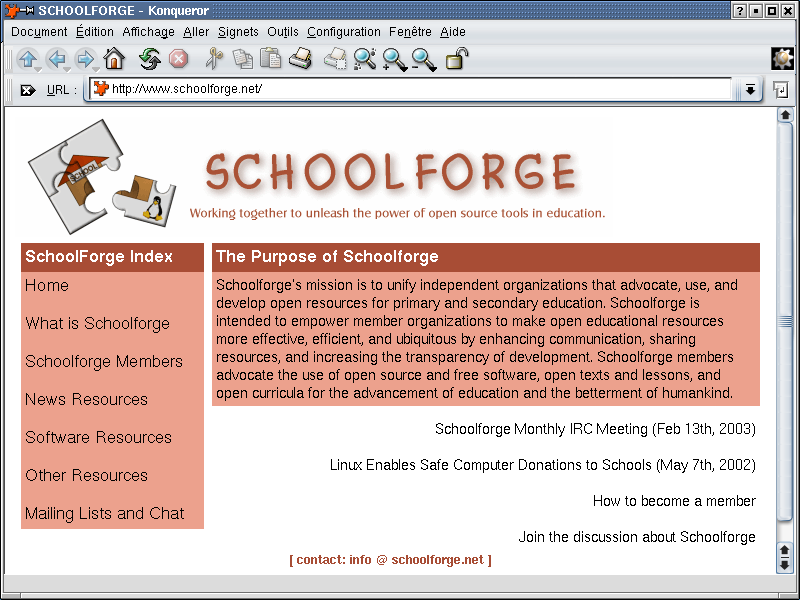 SCHOOLFORGE - Konqueror
Document Édition Affichage Aller Signets Outils Configuration Fenêtre Aide
URL : http://www.schoolforge.net/
SCHOOL
SCHOOLFORGE
Working together to unleash the power of open source tools in education.
SchoolForge Index
Home
What is Schoolforge
Schoolforge Members
News Resources
Software Resources
Other Resources
Mailing Lists and Chat
The Purpose of Schoolforge
Schoolforge's mission is to unify independent organizations that advocate, use, and
develop open resources for primary and secondary education. Schoolforge is
intended to empower member organizations to make open educational resources
more effective, efficient, and ubiquitous by enhancing communication, sharing
resources, and increasing the transparency of development. Schoolforge members
advocate the use of open source and free software, open texts and lessons, and
open curricula for the advancement of education and the betterment of humankind.
Schoolforge Monthly IRC Meeting (Feb 13th, 2003)
Linux Enables Safe Computer Donations to Schools (May 7th, 2002)
How to become a member
Join the discussion about Schoolforge
[ contact: info @ schoolforge.net ]